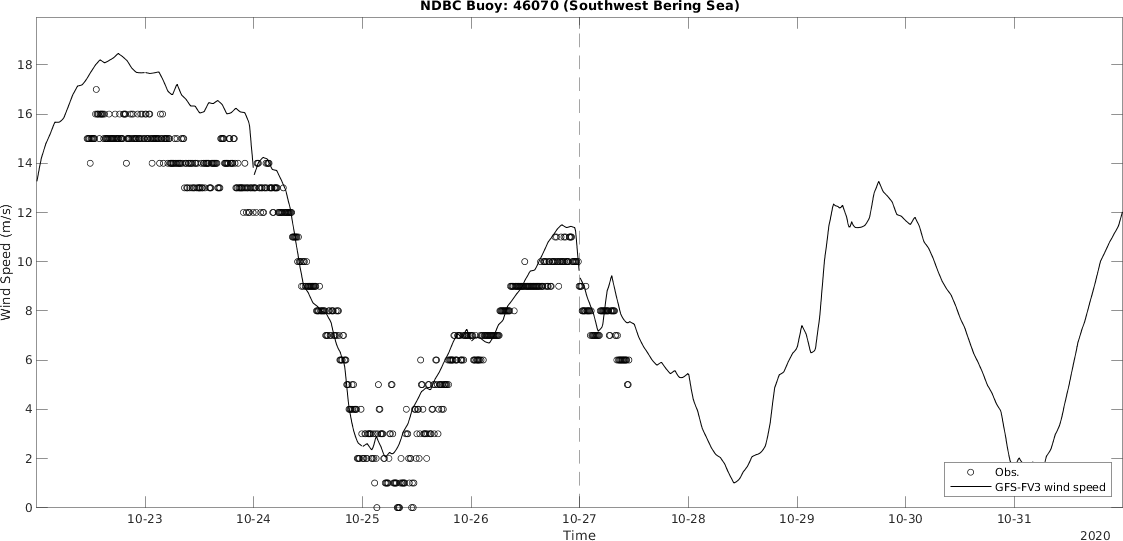 NDBC Buoy: 46070 (Southwest Bering Sea)
18
16
14
12
10
8
6
4
2
0
Wind Speed (m/s)
Obs.
GFS-FV3 wind speed
10-23 10-24 10-25 10-26 10-27 10-28 10-29 10-30 10-31
Time
2020